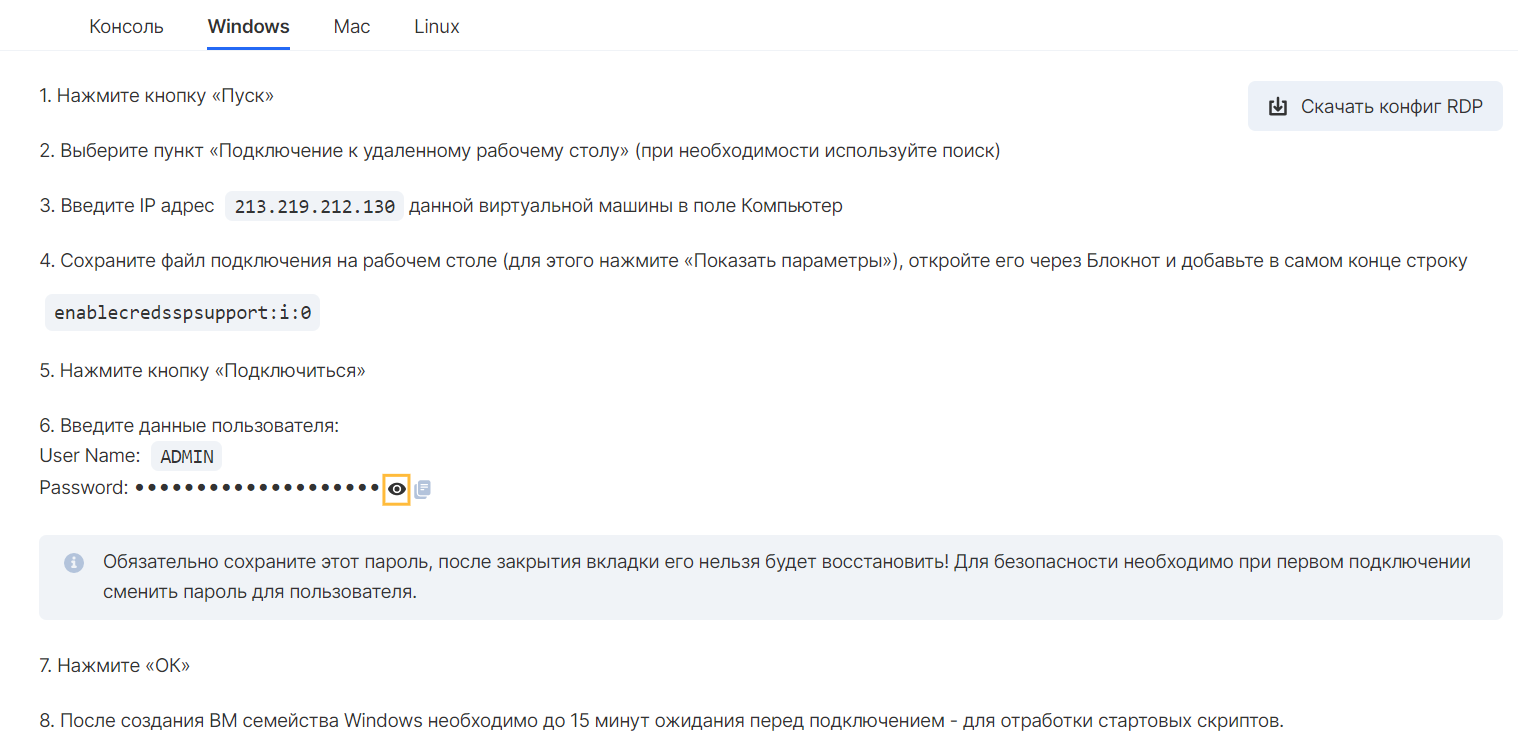 Консоль Windows Mac Linux
1. Нажмите кнопку «Пуск»
Скачать конфиг RDP
2. Выберите пункт «Подключение к удаленному рабочему столу» (при необходимости используйте поиск)
3. Введите IP адрес 213.219.212.130 данной виртуальной машины в поле Компьютер
4. Сохраните файл подключения на рабочем столе (для этого нажмите «Показать параметры»), откройте его через Блокнот и добавьте в самом конце строку
enablecredsspsupport:i:0
5. Нажмите кнопку «Подключиться»
6. Введите данные пользователя:
User Name: ADMIN
Password: ••••••••••••••••••••
Обязательно сохраните этот пароль, после закрытия вкладки его нельзя будет восстановить! Для безопасности необходимо при первом подключении
сменить пароль для пользователя.
7. Нажмите «ОК»
8. После создания ВМ семейства Windows необходимо до 15 минут ожидания перед подключением - для отработки стартовых скриптов.